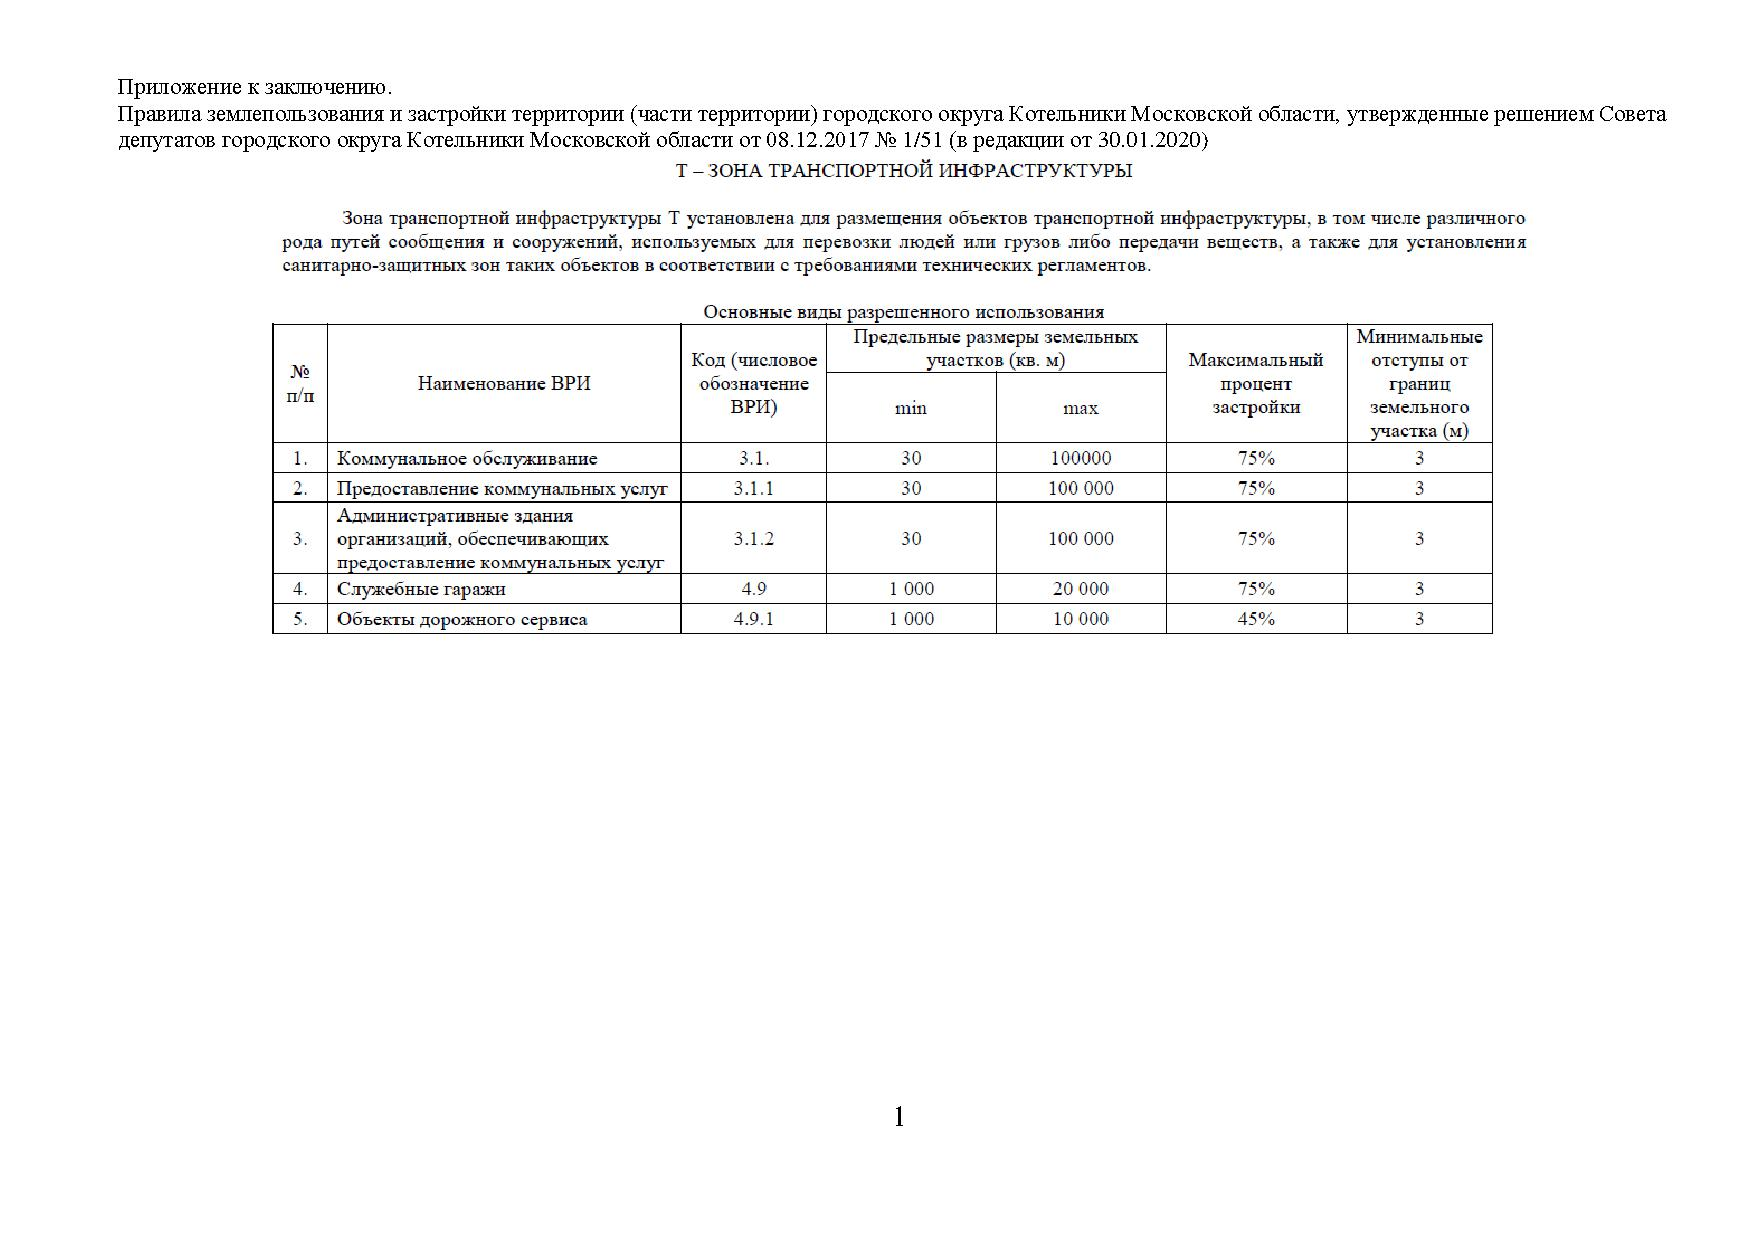 Приложение к заключению.
Правила землепользования и застройки территории (части территории) городского округа Котельники Московской области, утвержденные решением Совета
депутатов городского округа Котельники Московской области от 08.12.2017 № 1/51 (в редакции от 30.01.2020)
Т – ЗОНА ТРАНСПОРТНОЙ ИНФРАСТРУКТУРЫ
Зона транспортной инфраструктуры Т установлена для размещения объектов транспортной инфраструктуры, в том числе различного
рода путей сообщения и сооружений, используемых для перевозки людей или грузов либо передачи веществ, а также для установления
санитарно-защитных зон таких объектов в соответствии с требованиями технических регламентов.
Основные виды разрешенного использования
№
п/п
Наименование ВРИ
Код (числовое
обозначение
ВРИ)
Предельные размеры земельных
участков (кв. м)
min
max
Максимальный
процент
застройки
Минимальные
отступы от
границ
земельного
участка (м)
1. Коммунальное обслуживание 3.1. 30 100000 75% 3
2. Предоставление коммунальных услуг 3.1.1 30 100 000 75% 3
Административные здания
3. организаций, обеспечивающих 3.1.2 30 100 000 75% 3
предоставление коммунальных услуг
4. Служебные гаражи 4.9 1 000 20 000 75% 3
5. Объекты дорожного сервиса 4.9.1 1 000 10 000 45% 3
1